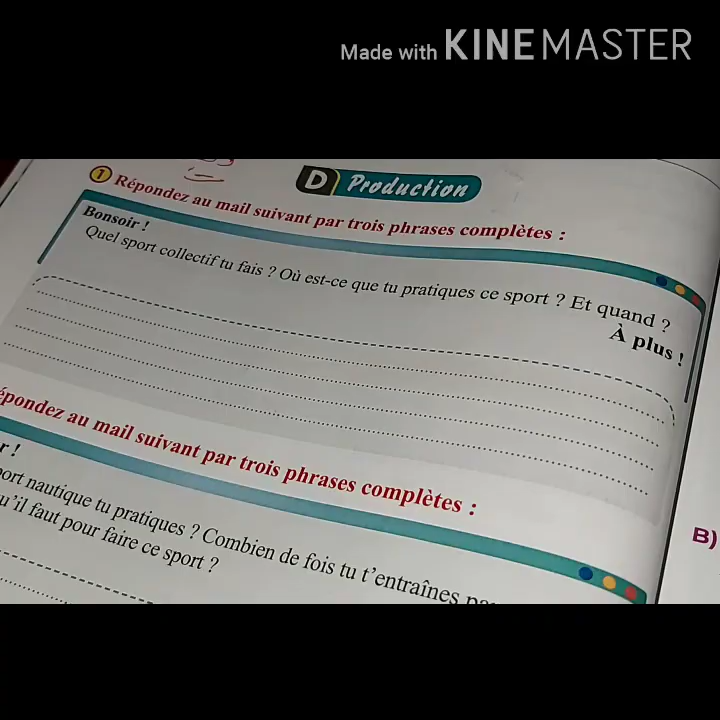 Made with KINEMASTER
D Production
1 Répondez au mail suivant par trois phrases complètes :
Bonsoir !
Quel sport collectif tu fais ? Où est-ce que tu pratiques ce sport ? Et quand ?
À plus !
épondez au mail suivant par trois phrases complètes :
r !
ort nautique tu pratiques ? Combien de fois tu t'entraînes
u'il faut pour faire ce sport ?
B)